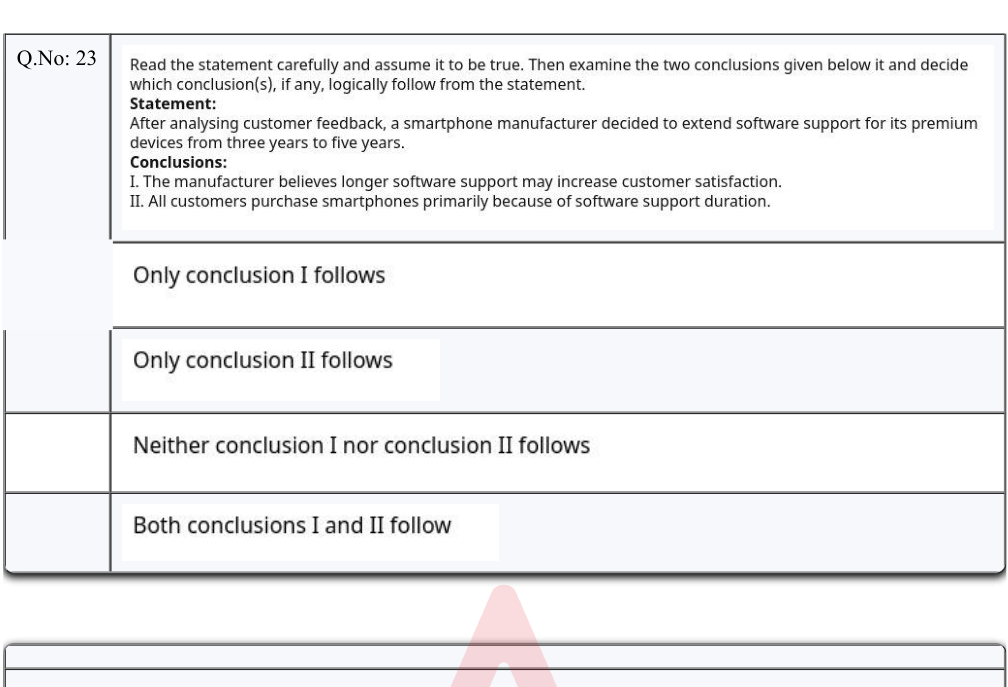 Q.No: 23
Read the statement carefully and assume it to be true. Then examine the two conclusions given below it and decide
which conclusion(s), if any, logically follow from the statement.
Statement:
After analysing customer feedback, a smartphone manufacturer decided to extend software support for its premium
devices from three years to five years.
Conclusions:
I. The manufacturer believes longer software support may increase customer satisfaction.
II. All customers purchase smartphones primarily because of software support duration.
Only conclusion I follows
Only conclusion II follows
Neither conclusion I nor conclusion II follows
Both conclusions I and II follow